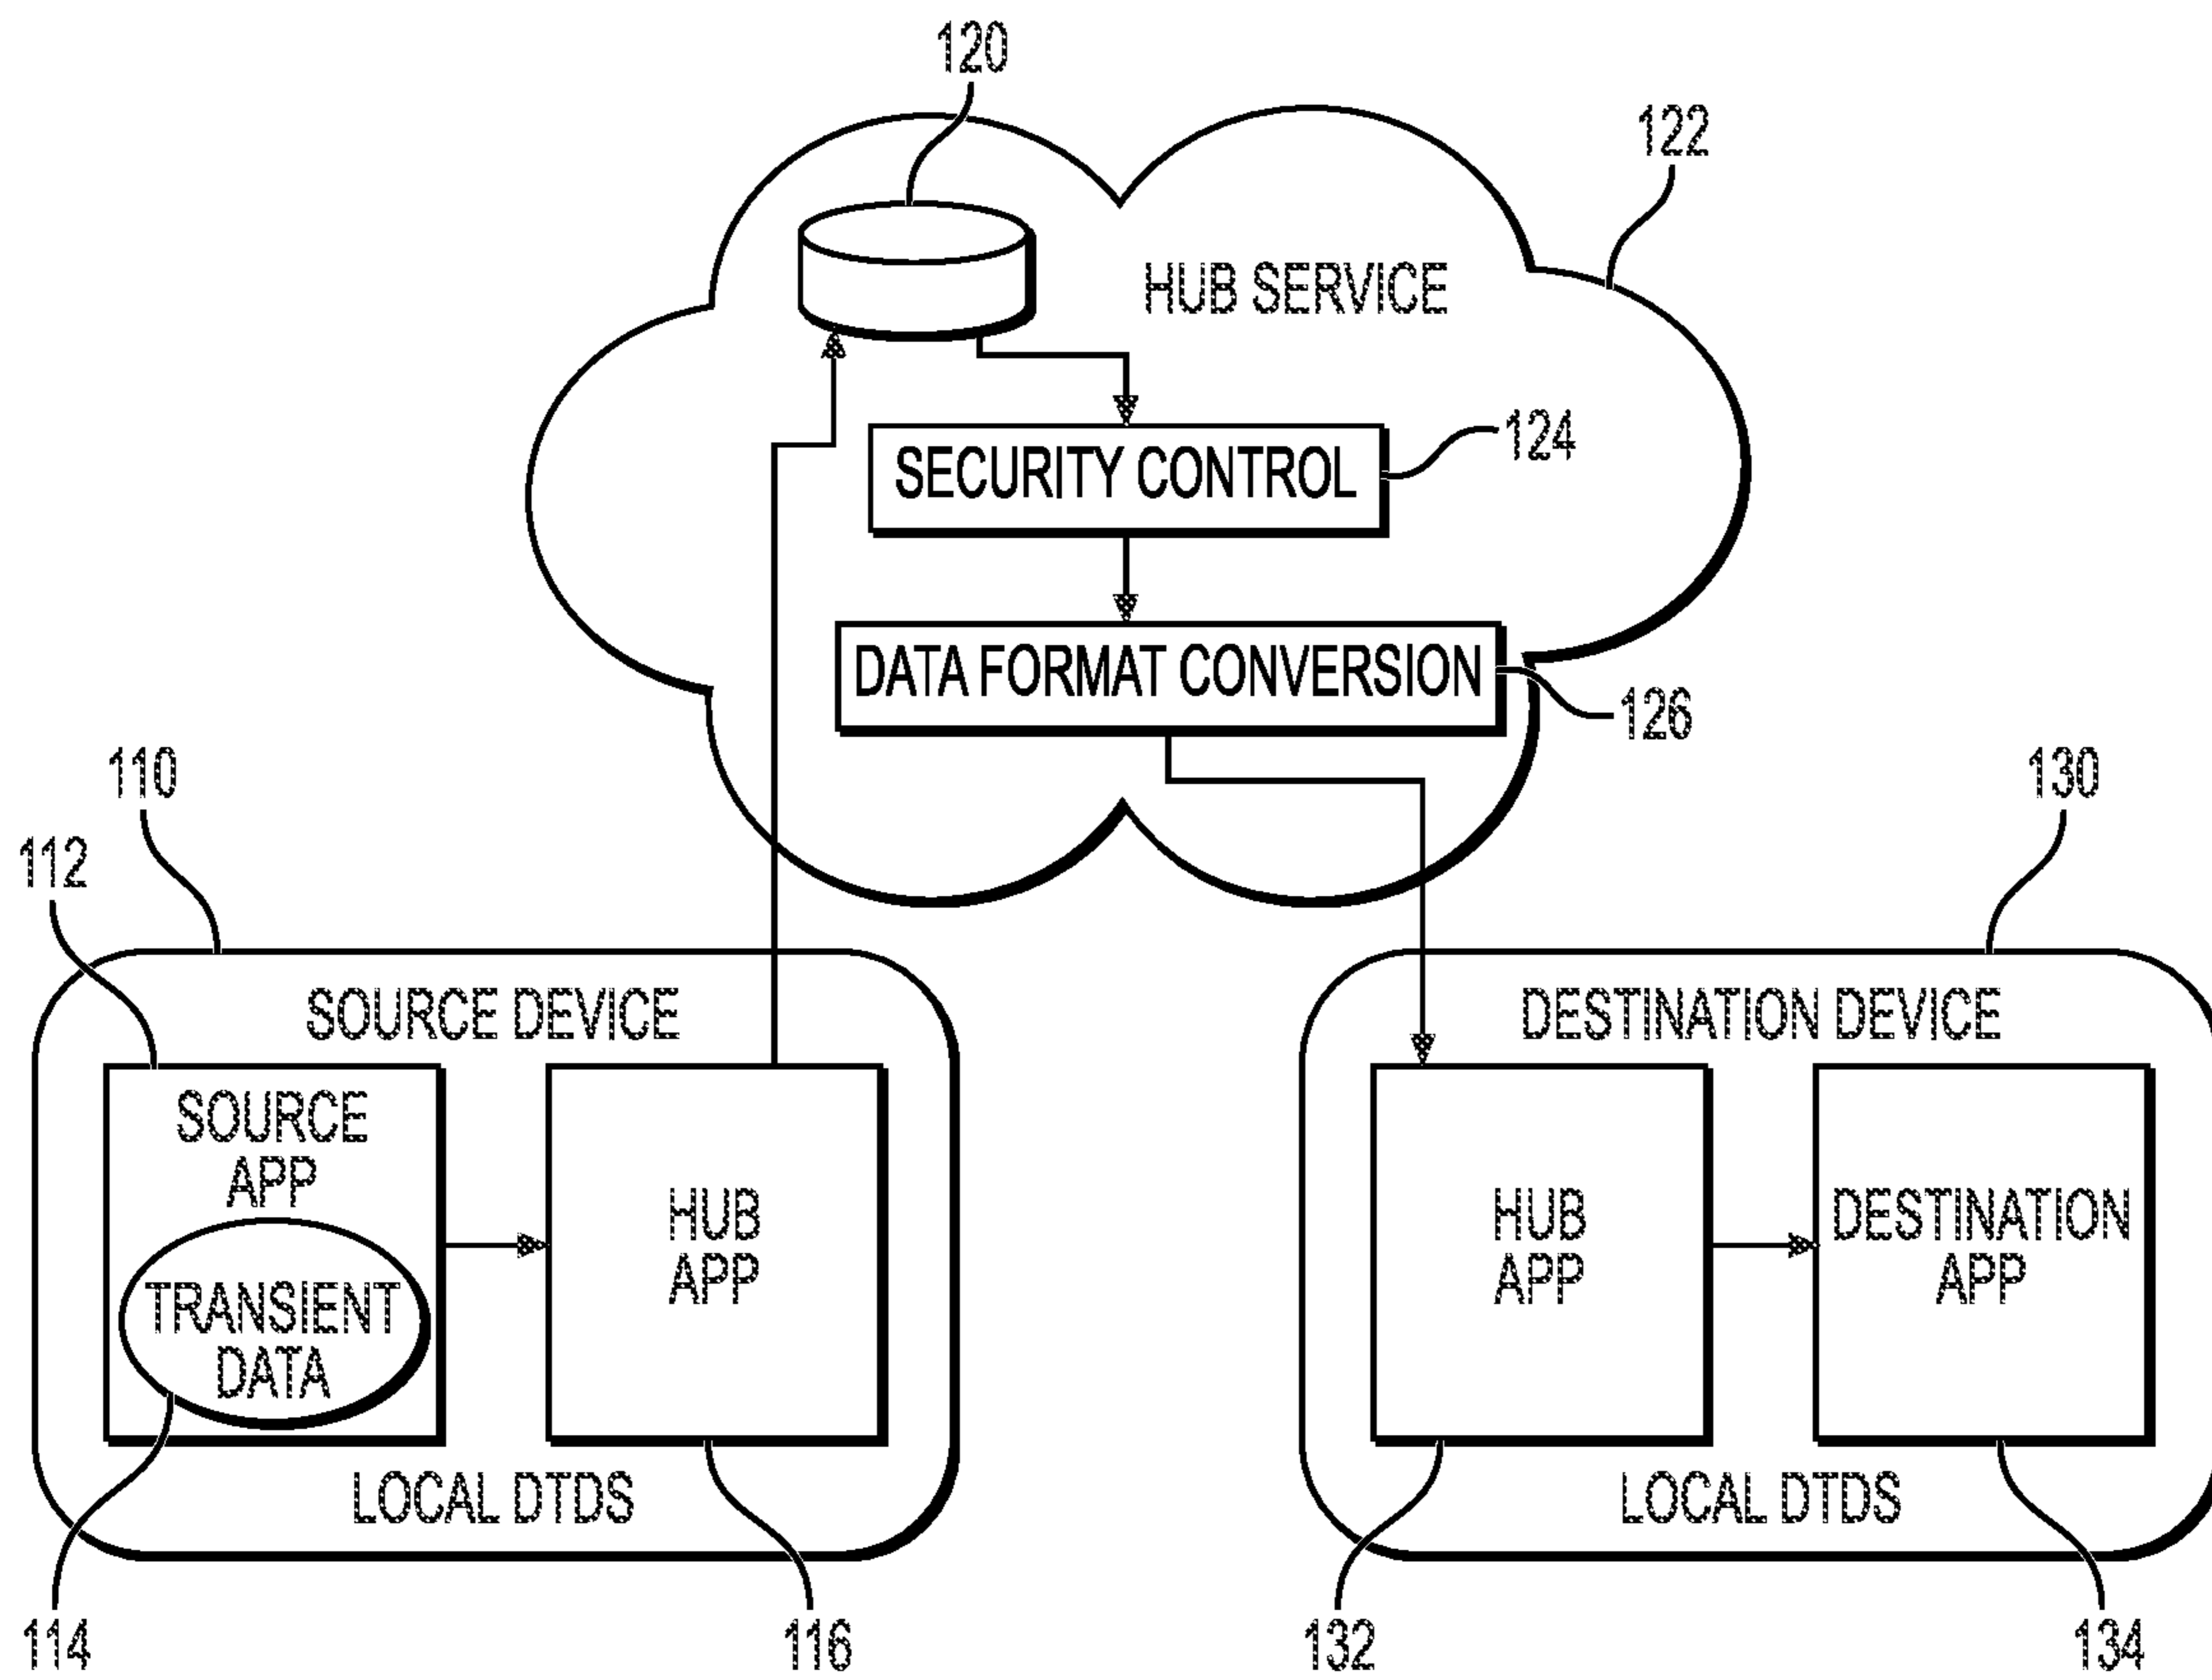 120
122
HUB SERVICE
124
SECURITY CONTROL
DATA FORMAT CONVERSION
126
110
130
112
SOURCE DEVICE
DESTINATION DEVICE
SOURCE
APP
HUB
APP
TRANSIENT
DATA
HUB
APP
DESTINATION
APP
LOCAL DTDS
LOCAL DTDS
114
116
132
134